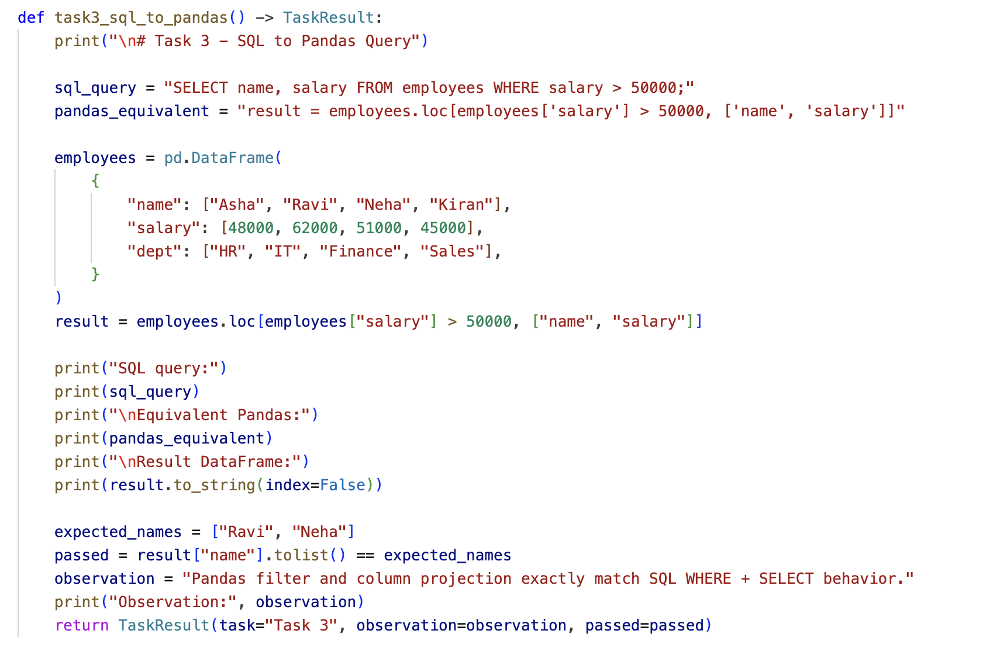 def task3_sql_to_pandas() -> TaskResult:
    print("\n# Task 3 – SQL to Pandas Query")

    sql_query = "SELECT name, salary FROM employees WHERE salary > 50000;"
    pandas_equivalent = "result = employees.loc[employees['salary'] > 50000, ['name', 'salary']]"

    employees = pd.DataFrame(
        {
            "name": ["Asha", "Ravi", "Neha", "Kiran"],
            "salary": [48000, 62000, 51000, 45000],
            "dept": ["HR", "IT", "Finance", "Sales"],
        }
    )
    result = employees.loc[employees["salary"] > 50000, ["name", "salary"]]

    print("SQL query:")
    print(sql_query)
    print("\nEquivalent Pandas:")
    print(pandas_equivalent)
    print("\nResult DataFrame:")
    print(result.to_string(index=False))

    expected_names = ["Ravi", "Neha"]
    passed = result["name"].tolist() == expected_names
    observation = "Pandas filter and column projection exactly match SQL WHERE + SELECT behavior."
    print("Observation:", observation)
    return TaskResult(task="Task 3", observation=observation, passed=passed)